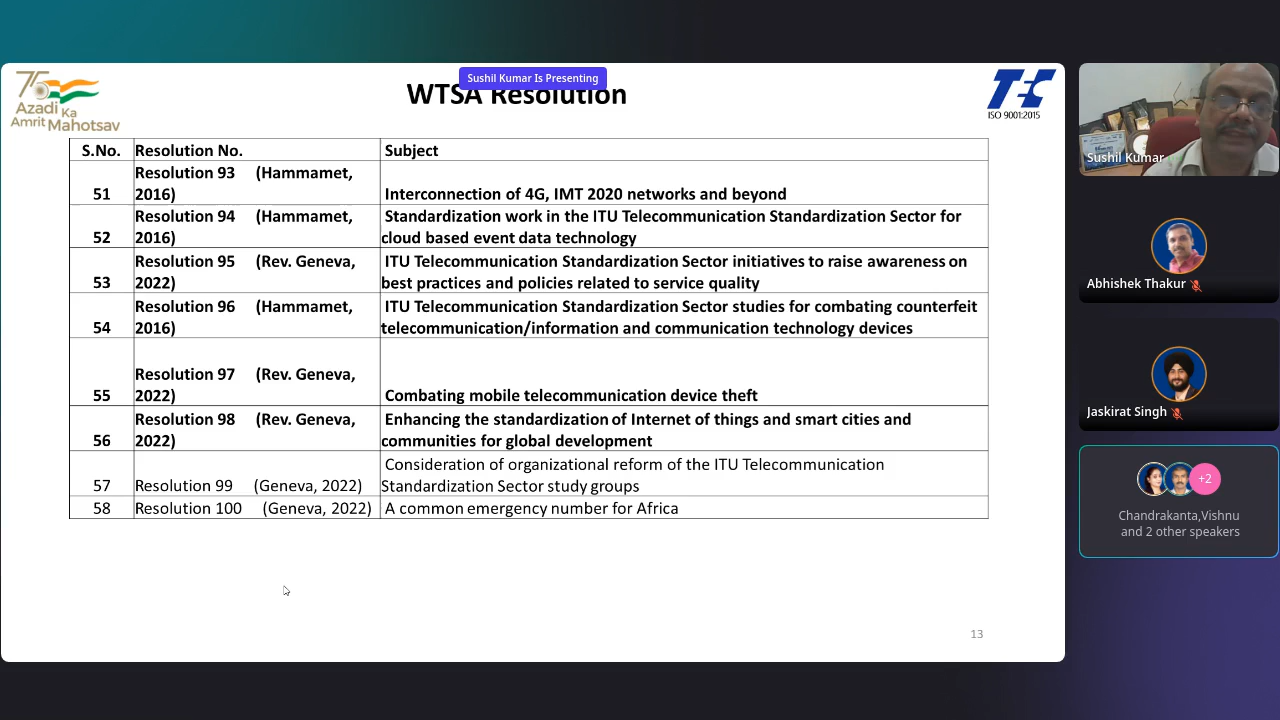 Sushil Kumar Is Presenting
75
Azadi Ka
Amrit Mahotsav
WTSA Resolution
TEC
ISO 9001:2015
S.No. Resolution No. Subject
51 Resolution 93 (Hammamet, 2016) Interconnection of 4G, IMT 2020 networks and beyond
52 Resolution 94 (Hammamet, 2016) Standardization work in the ITU Telecommunication Standardization Sector for cloud based event data technology
53 Resolution 95 (Rev. Geneva, 2022) ITU Telecommunication Standardization Sector initiatives to raise awareness on best practices and policies related to service quality
54 Resolution 96 (Hammamet, 2016) ITU Telecommunication Standardization Sector studies for combating counterfeit telecommunication/information and communication technology devices
55 Resolution 97 (Rev. Geneva, 2022) Combating mobile telecommunication device theft
56 Resolution 98 (Rev. Geneva, 2022) Enhancing the standardization of Internet of things and smart cities and communities for global development
57 Resolution 99 (Geneva, 2022) Consideration of organizational reform of the ITU Telecommunication Standardization Sector study groups
58 Resolution 100 (Geneva, 2022) A common emergency number for Africa
13
Sushil Kumar
Abhishek Thakur
Jaskirat Singh
+2
Chandrakanta,Vishnu
and 2 other speakers